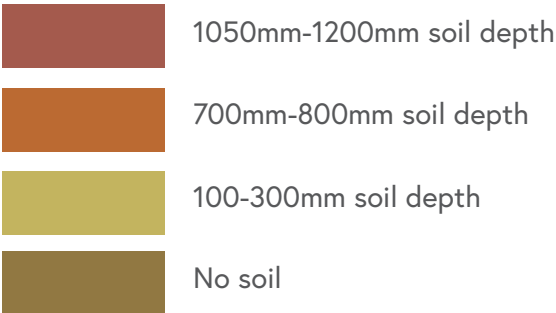 1050mm-1200mm soil depth
700mm-800mm soil depth
100-300mm soil depth
No soil